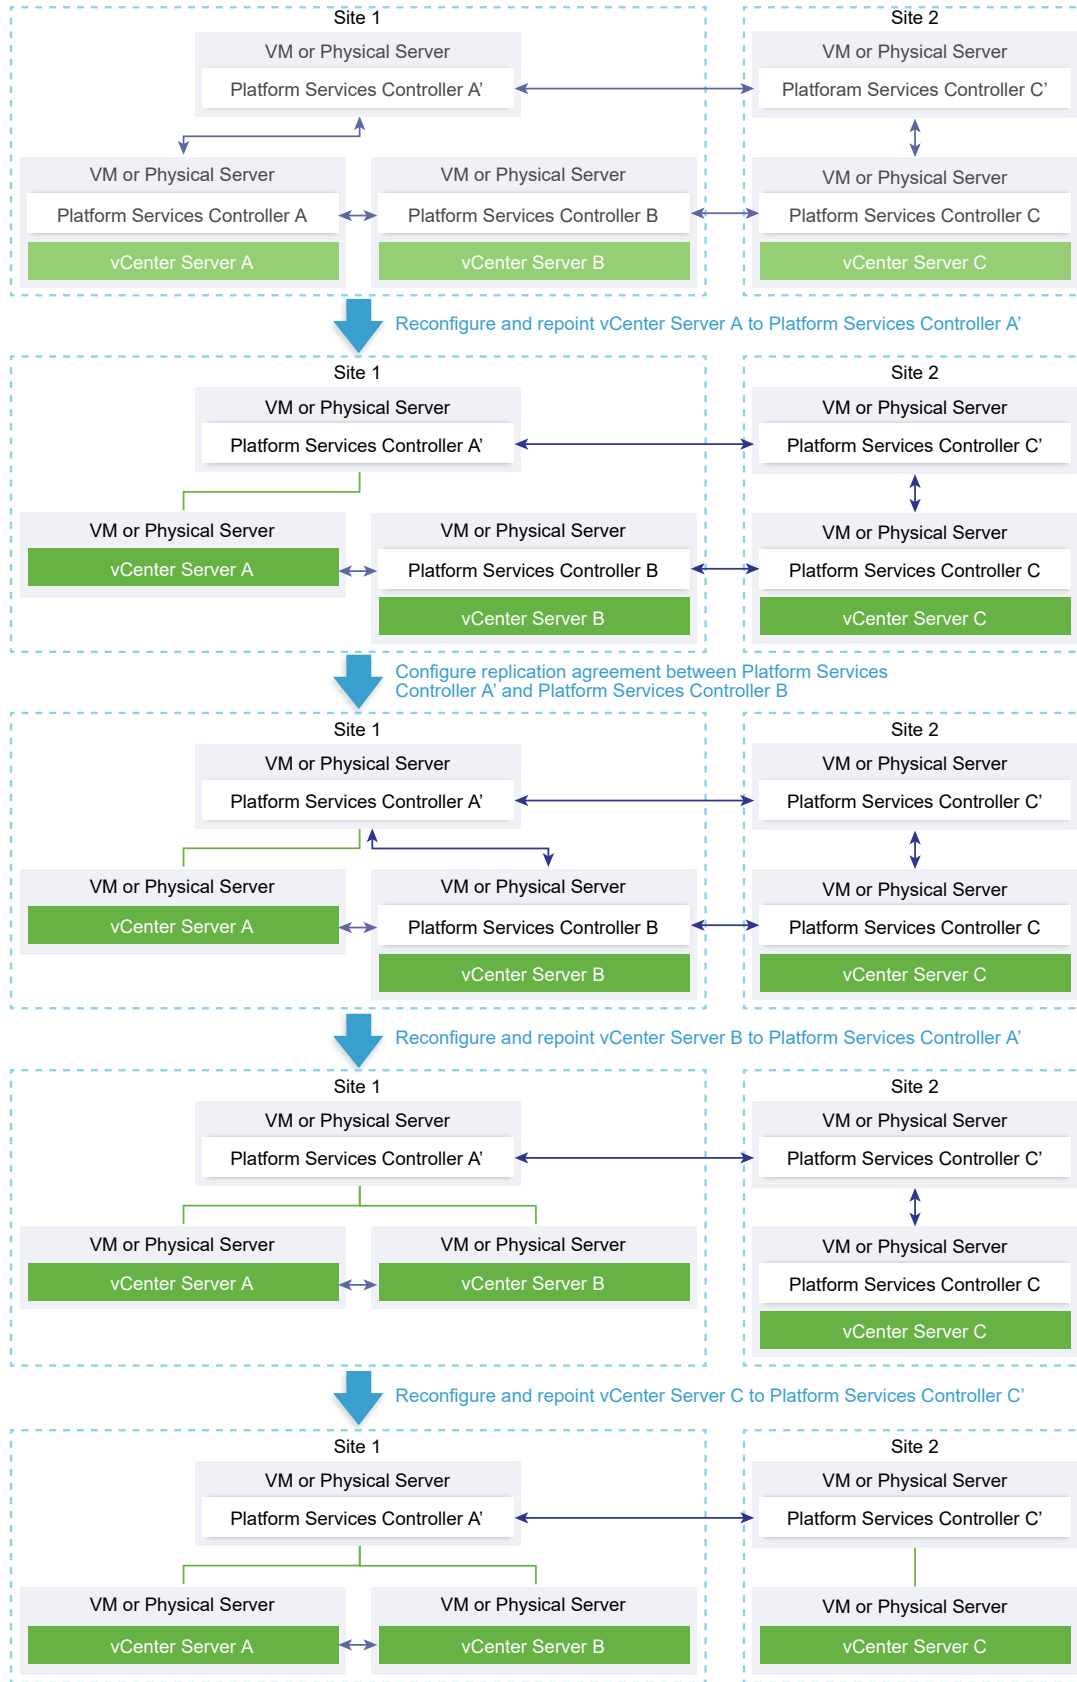 Site 1
VM or Physical Server
Platform Services Controller A’
VM or Physical Server
Platform Services Controller A
vCenter Server A
VM or Physical Server
Platform Services Controller B
vCenter Server B
Site 2
VM or Physical Server
Platforam Services Controller C’
VM or Physical Server
Platform Services Controller C
vCenter Server C
Reconfigure and repoint vCenter Server A to Platform Services Controller A’
Site 1
VM or Physical Server
Platform Services Controller A’
VM or Physical Server
vCenter Server A
VM or Physical Server
Platform Services Controller B
vCenter Server B
Site 2
VM or Physical Server
Platform Services Controller C’
VM or Physical Server
Platform Services Controller C
vCenter Server C
Configure replication agreement between Platform Services
Controller A’ and Platform Services Controller B
Site 1
VM or Physical Server
Platform Services Controller A’
VM or Physical Server
vCenter Server A
VM or Physical Server
Platform Services Controller B
vCenter Server B
Site 2
VM or Physical Server
Platform Services Controller C’
VM or Physical Server
Platform Services Controller C
vCenter Server C
Reconfigure and repoint vCenter Server B to Platform Services Controller A’
Site 1
VM or Physical Server
Platform Services Controller A’
VM or Physical Server
vCenter Server A
VM or Physical Server
vCenter Server B
Site 2
VM or Physical Server
Platform Services Controller C’
VM or Physical Server
Platform Services Controller C
vCenter Server C
Reconfigure and repoint vCenter Server C to Platform Services Controller C’
Site 1
VM or Physical Server
Platform Services Controller A’
VM or Physical Server
vCenter Server A
VM or Physical Server
vCenter Server B
Site 2
VM or Physical Server
Platform Services Controller C’
VM or Physical Server
vCenter Server C